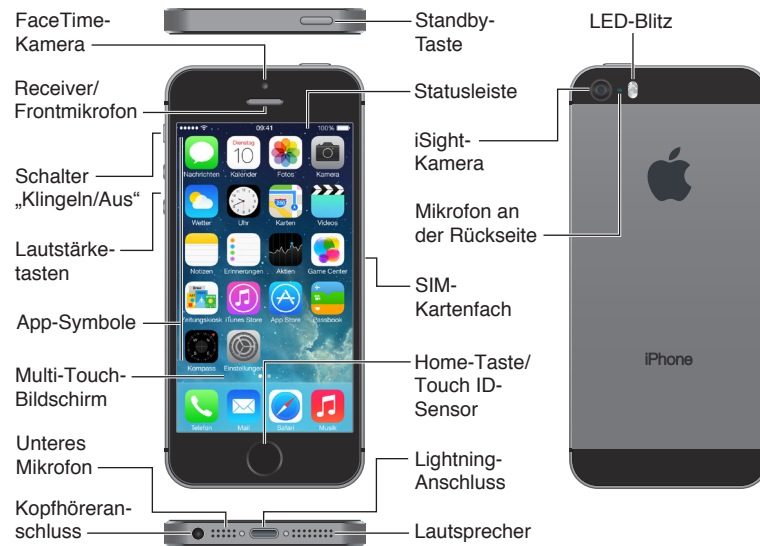 FaceTime-
Kamera
Receiver/
Frontmikrofon
Schalter
„Klingeln/Aus“
Lautstärke-
tasten
App-Symbole
Multi-Touch-
Bildschirm
Unteres
Mikrofon
Kopfhöreran-
schluss
09:41 100%
Dienstag
10
Nachrichten Kalender Fotos Kamera
280
Wetter Uhr Karten Videos
Notizen Erinnerungen Aktien Game Center
Zeitungskiosk iTunes Store App Store Passbook
Kompass Einstellungen
Telefon Mail Safari Musik
Standby-
Taste
Statusleiste
iSight-
Kamera
Mikrofon an
der Rückseite
SIM-
Kartenfach
Home-Taste/
Touch ID-
Sensor
Lightning-
Anschluss
Lautsprecher
LED-Blitz
iPhone